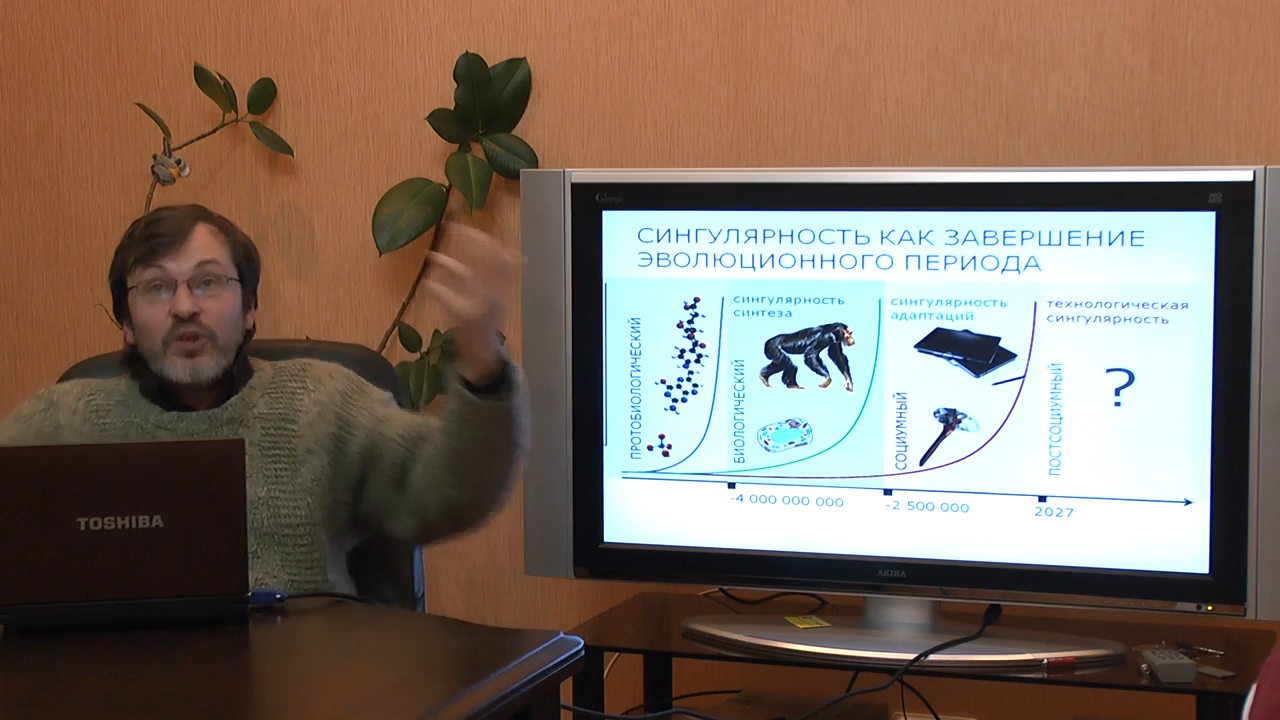 СИНГУЛЯРНОСТЬ КАК ЗАВЕРШЕНИЕ
ЭВОЛЮЦИОННОГО ПЕРИОДА
ПРОТОБИОЛОГИЧЕСКИЙ
сингулярность
синтеза
БИОЛОГИЧЕСКИЙ
сингулярность
адаптаций
СОЦИУМНЫЙ
технологическая
сингулярность
ПОСТСОЦИУМНЫЙ
?
-4 000 000 000
-2 500 000
2027
AKIRA
TOSHIBA